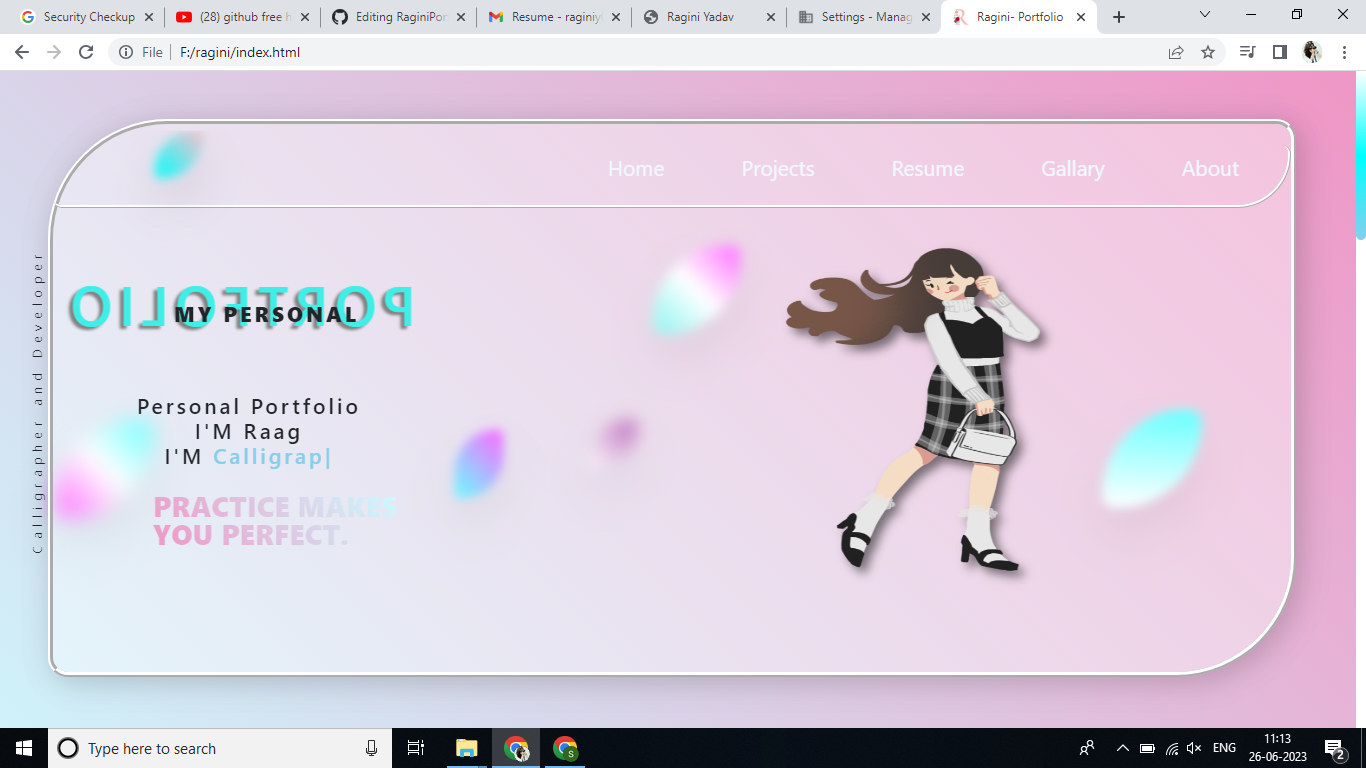 Security Checkup
(28) github free h
Editing RaginiPor
Resume - raginiy
Ragini Yadav
Settings - Manag
Ragini- Portfolio
File
F:/ragini/index.html
Home
Projects
Resume
Gallary
About
Calligrapher and Developer
PORTFOLIO
MY PERSONAL
Personal Portfolio
I'M Raag
I'M Calligrap|
PRACTICE MAKES
YOU PERFECT.
Type here to search
S
ENG
11:13
26-06-2023
2